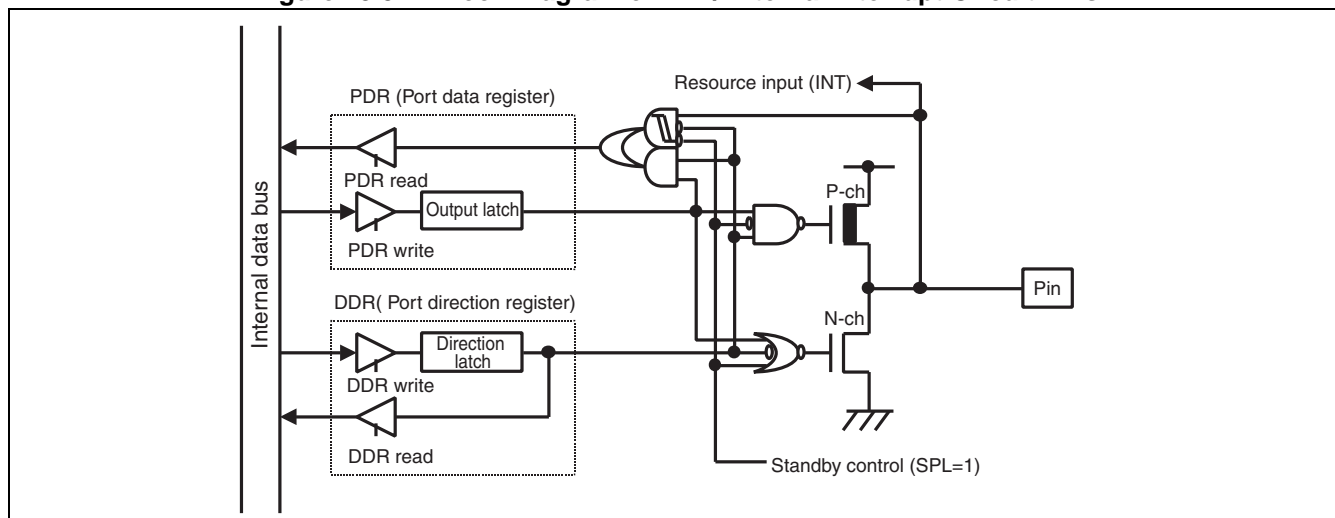 Resource input (INT)
PDR (Port data register)
PDR read
Output latch
PDR write
P-ch
Internal data bus
Pin
DDR( Port direction register)
N-ch
Direction
latch
DDR write
DDR read
Standby control (SPL=1)